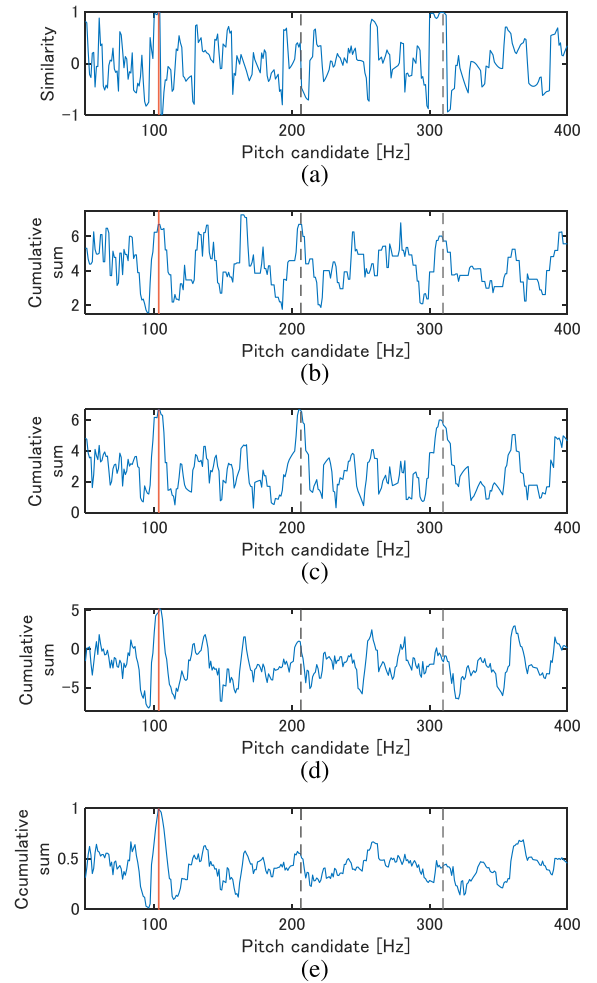 1
0
-1
Similarity
100 200 300 400
Pitch candidate [Hz]
(a)
6
4
2
Cumulative
sum
100 200 300 400
Pitch candidate [Hz]
(b)
6
4
2
0
Cumulative
sum
100 200 300 400
Pitch candidate [Hz]
(c)
5
0
-5
Cumulative
sum
100 200 300 400
Pitch candidate [Hz]
(d)
1
0.5
0
Ccumulative
sum
100 200 300 400
Pitch candidate [Hz]
(e)